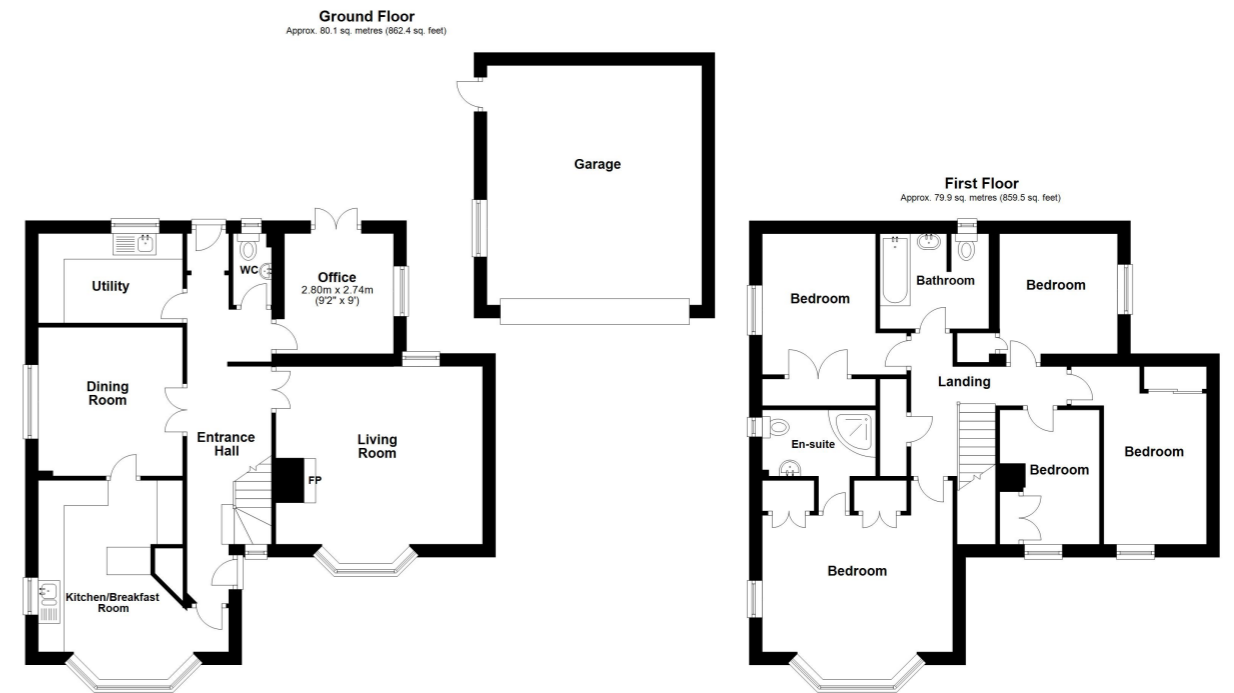 Ground Floor
Approx. 80.1 sq. metres (862.4 sq. feet)
Garage
First Floor
Approx. 79.9 sq. metres (859.5 sq. feet)
Utility
WC
Office
2.80m x 2.74m
(9'2" x 9')
Dining
Room
Entrance
Hall
Living
Room
FP
Kitchen/Breakfast
Room
Bedroom
Bathroom
Bedroom
Landing
En-suite
Bedroom
Bedroom
Bedroom